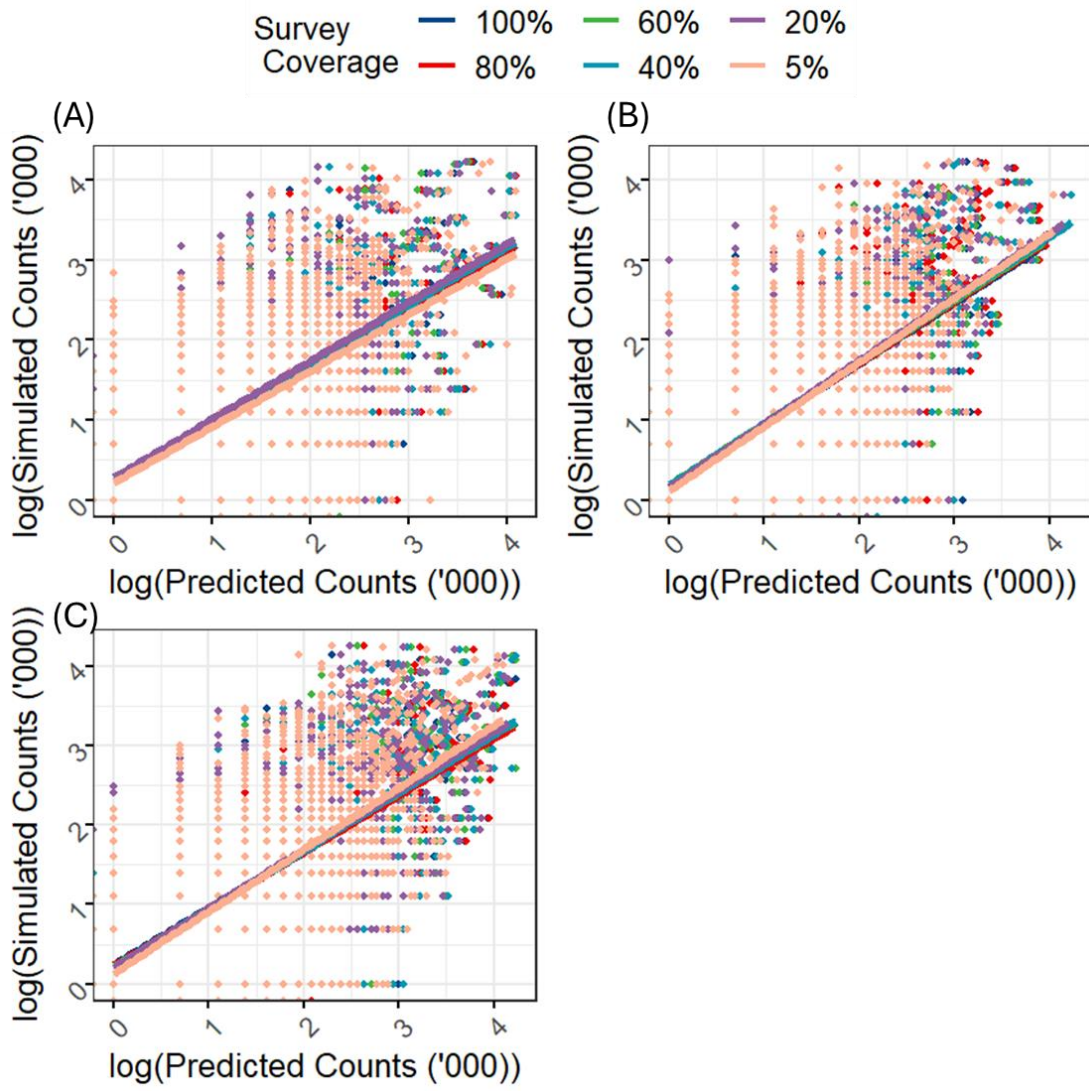 Survey Coverage
100% 60% 20%
80% 40% 5%
(A)
log(Simulated Counts ('000)
4
3
2
1
0
0 1 2 3 4
log(Predicted Counts ('000))
(B)
log(Simulated Counts ('000)
4
3
2
1
0
0 1 2 3 4
log(Predicted Counts ('000))
(C)
log(Simulated Counts ('000))
4
3
2
1
0
0 1 2 3 4
log(Predicted Counts ('000))